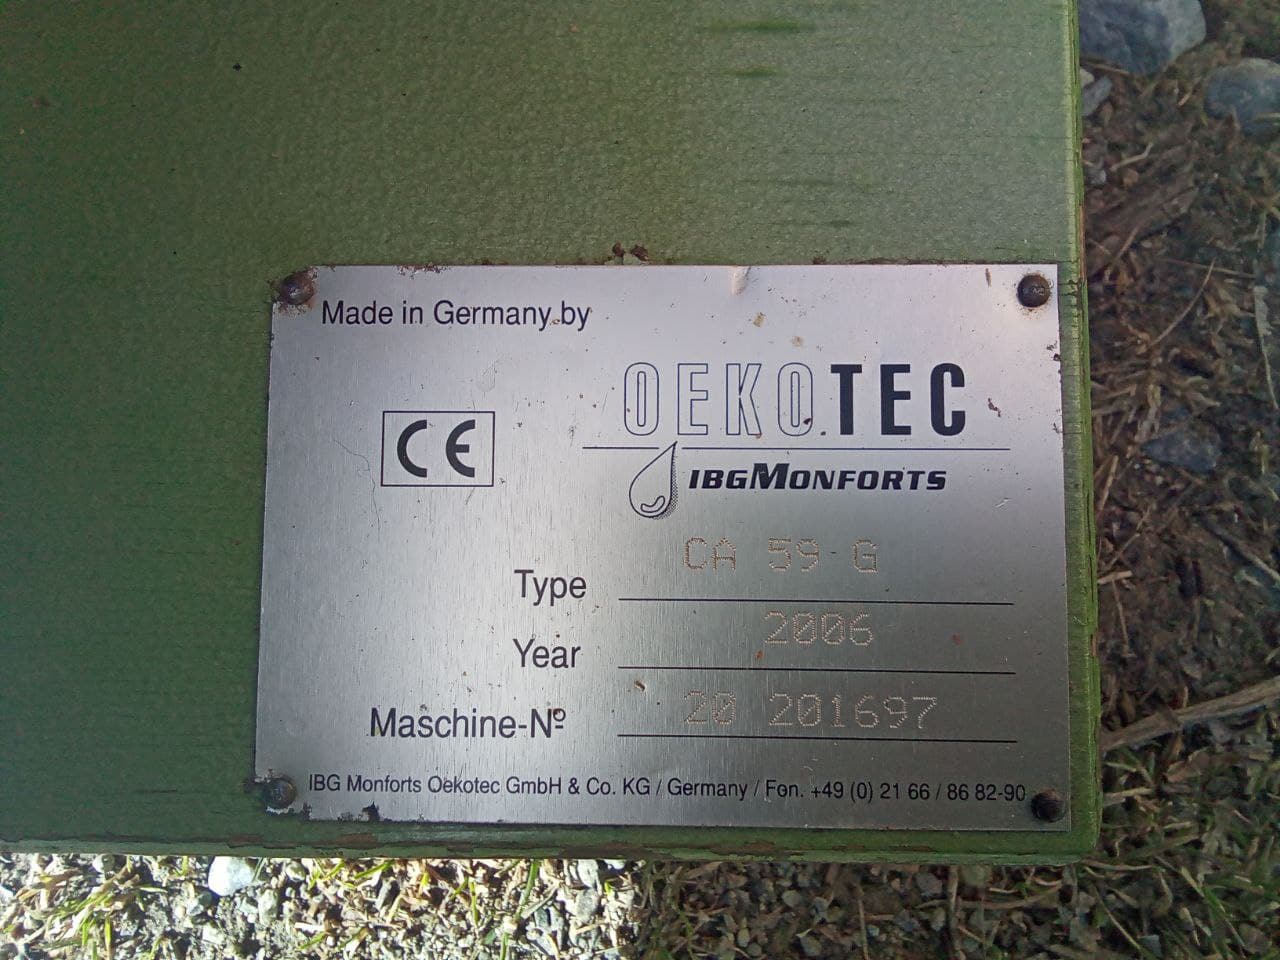 Made in Germany by
CE
OEKOTEC
IBGMONFORTS
Type CA 59 G
Year 2006
Maschine-Nº 20 201697
IBG Monforts Oekotec GmbH & Co. KG / Germany / Fon. +49 (0) 21 66 / 86 82-90